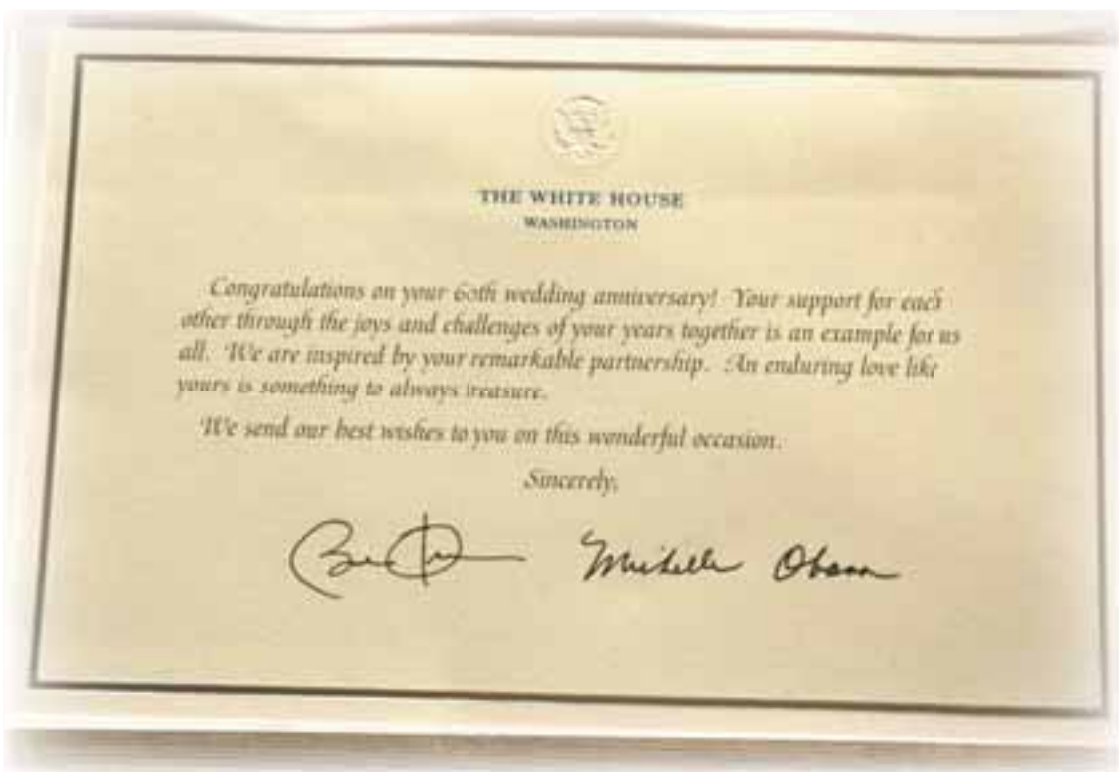 THE WHITE HOUSE
WASHINGTON
Congratulations on your 60th wedding anniversary! Your support for each
other through the joys and challenges of your years together is an example for us
all. We are inspired by your remarkable partnership. An enduring love like
yours is something to always treasure.
We send our best wishes to you on this wonderful occasion.
Sincerely,
Michelle Obama